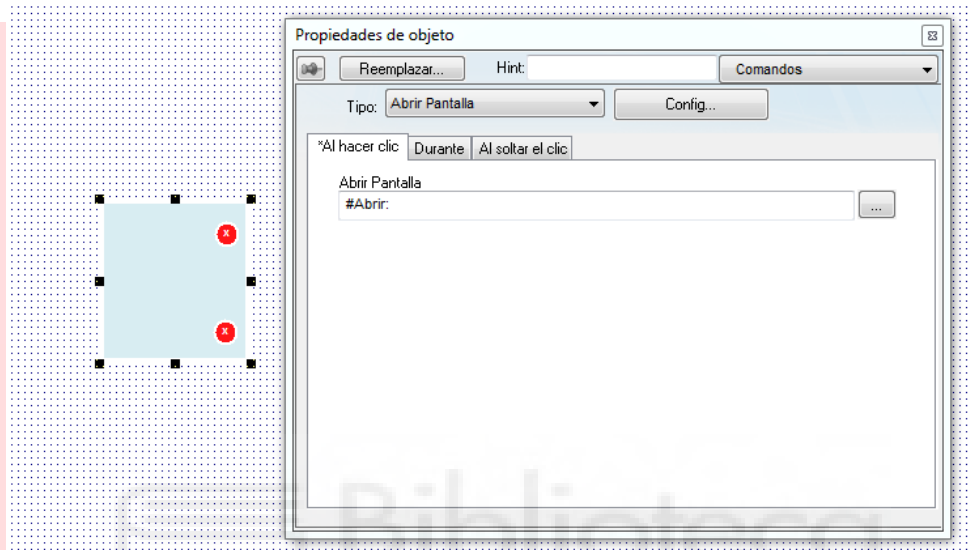 Propiedades de objeto
Reemplazar... Hint: Comandos
Tipo: Abrir Pantalla Config...
*Al hacer clic Durante Al soltar el clic
Abrir Pantalla
#Abrir: ...
x
x
Biblioteca